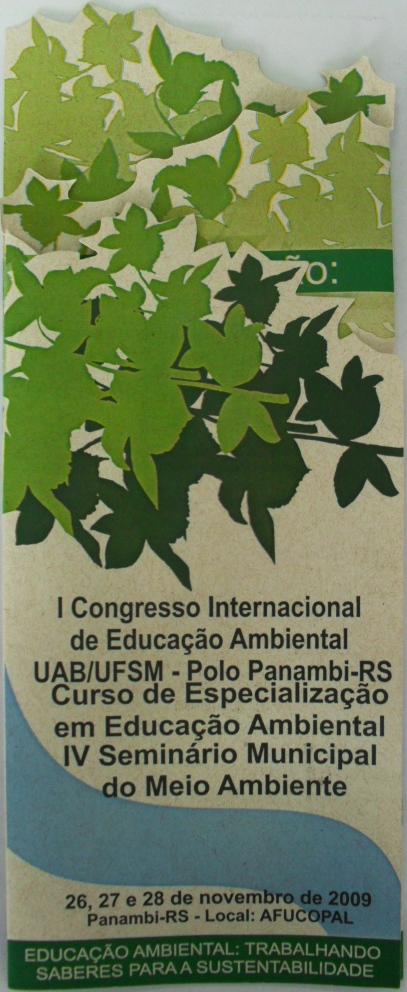 ÃO:
I Congresso Internacional
de Educação Ambiental
UAB/UFSM - Polo Panambi-RS
Curso de Especialização
em Educação Ambiental
IV Seminário Municipal
do Meio Ambiente
26, 27 e 28 de novembro de 2009
Panambi-RS - Local: AFUCOPAL
EDUCAÇÃO AMBIENTAL: TRABALHANDO
SABERES PARA A SUSTENTABILIDADE